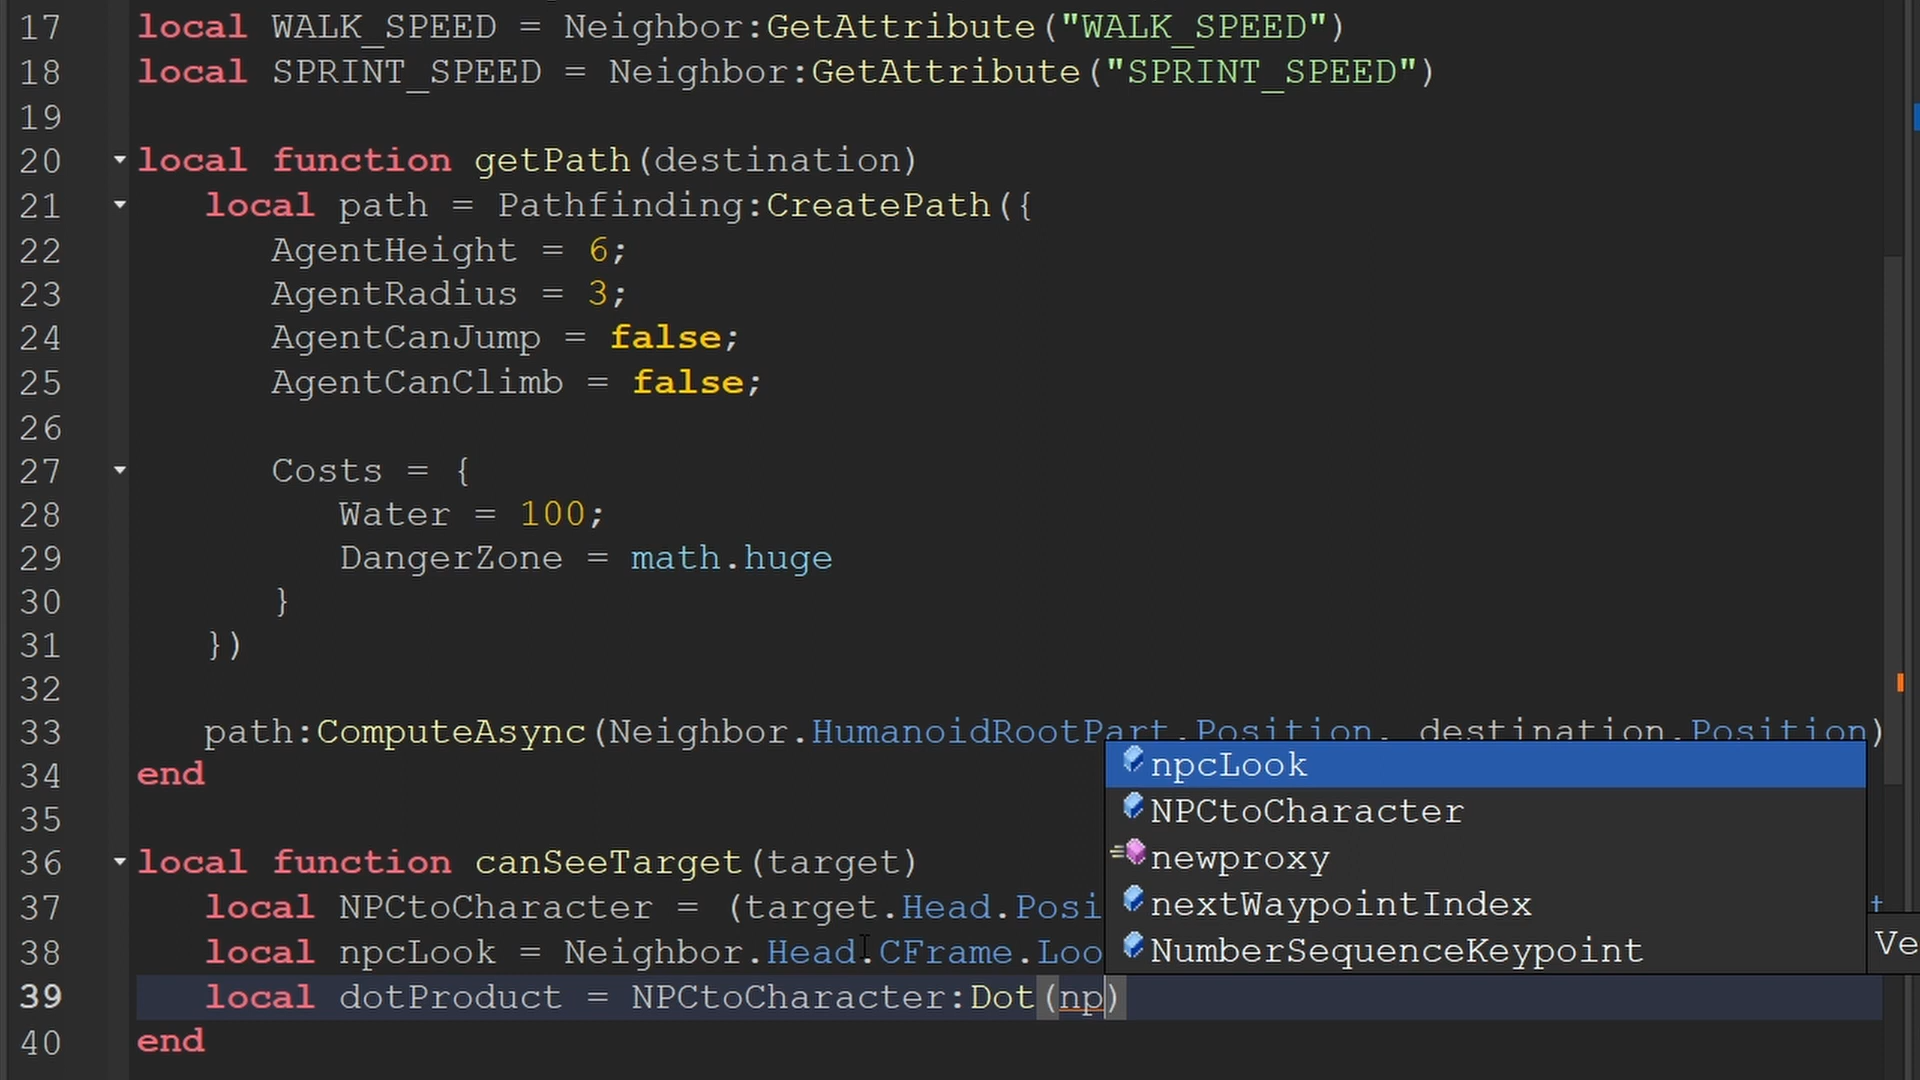 17 local WALK_SPEED = Neighbor:GetAttribute("WALK_SPEED")
18 local SPRINT_SPEED = Neighbor:GetAttribute("SPRINT_SPEED")
19
20 local function getPath(destination)
21 local path = Pathfinding:CreatePath({
22 AgentHeight = 6;
23 AgentRadius = 3;
24 AgentCanJump = false;
25 AgentCanClimb = false;
26
27 Costs = {
28 Water = 100;
29 DangerZone = math.huge
30 }
31 })
32
33 path:ComputeAsync(Neighbor.HumanoidRootPart.Position, destination.Position)
34 end
npcLook
NPCtoCharacter
newproxy
nextWaypointIndex
NumberSequenceKeypoint
35
36 local function canSeeTarget(target)
37 local NPCtoCharacter = (target.Head.Posi
38 local npcLook = Neighbor.Head.CFrame.Loo
Ve
39 local dotProduct = NPCtoCharacter:Dot(np)
40 end